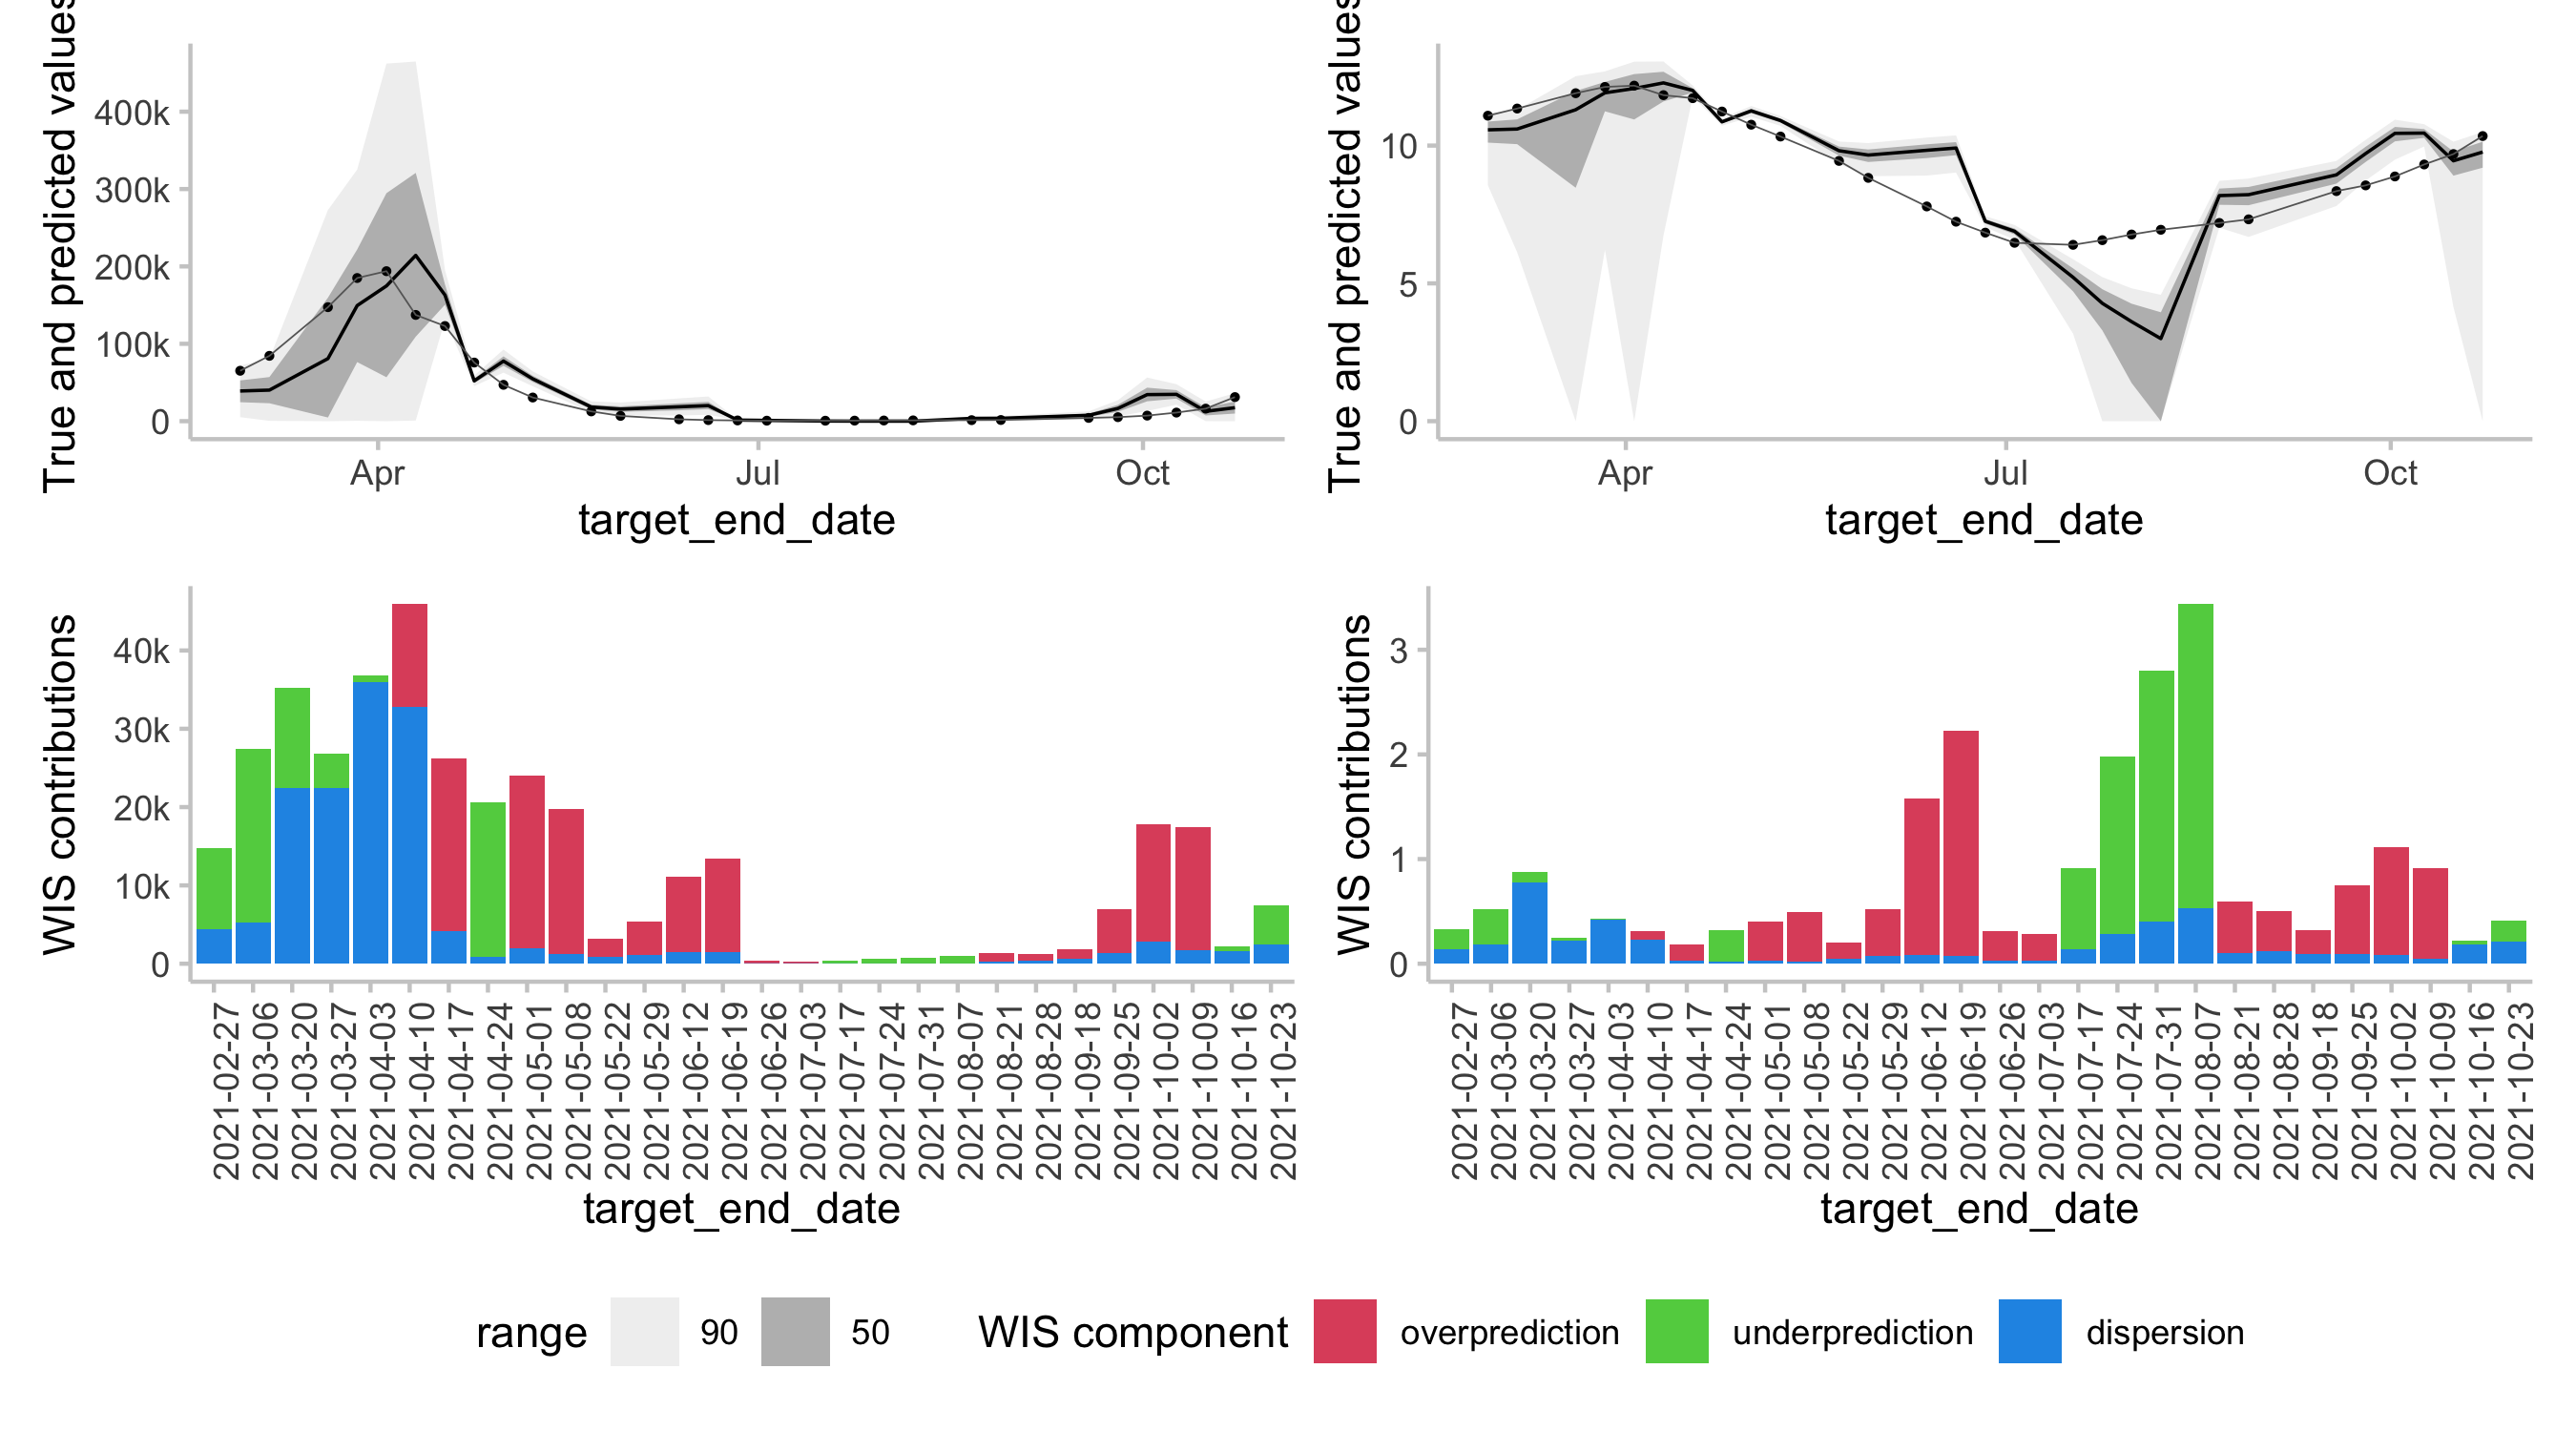 True and predicted values
400k
300k
200k
100k
0
Apr
Jul
Oct
target_end_date
True and predicted values
10
5
0
Apr
Jul
Oct
target_end_date
WIS contributions
40k
30k
20k
10k
0
2021-02-27
2021-03-06
2021-03-20
2021-03-27
2021-04-03
2021-04-10
2021-04-17
2021-04-24
2021-05-01
2021-05-08
2021-05-22
2021-05-29
2021-06-12
2021-06-19
2021-06-26
2021-07-03
2021-07-17
2021-07-24
2021-07-31
2021-08-07
2021-08-21
2021-08-28
2021-09-18
2021-09-25
2021-10-02
2021-10-09
2021-10-16
2021-10-23
target_end_date
WIS contributions
3
2
1
0
2021-02-27
2021-03-06
2021-03-20
2021-03-27
2021-04-03
2021-04-10
2021-04-17
2021-04-24
2021-05-01
2021-05-08
2021-05-22
2021-05-29
2021-06-12
2021-06-19
2021-06-26
2021-07-03
2021-07-17
2021-07-24
2021-07-31
2021-08-07
2021-08-21
2021-08-28
2021-09-18
2021-09-25
2021-10-02
2021-10-09
2021-10-16
2021-10-23
target_end_date
range 90 50 WIS component overprediction underprediction dispersion